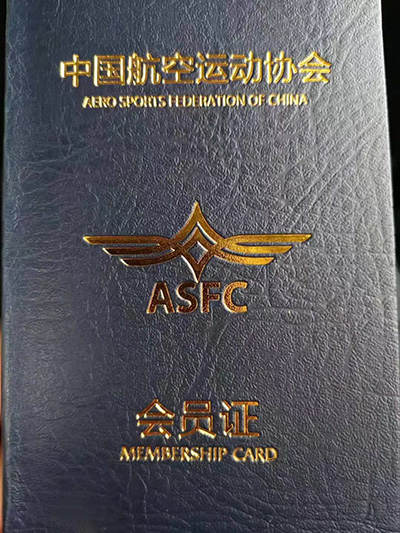 中国航空运动协会
AERO SPORTS FEDERATION OF CHINA
ASFC
会员证
MEMBERSHIP CARD